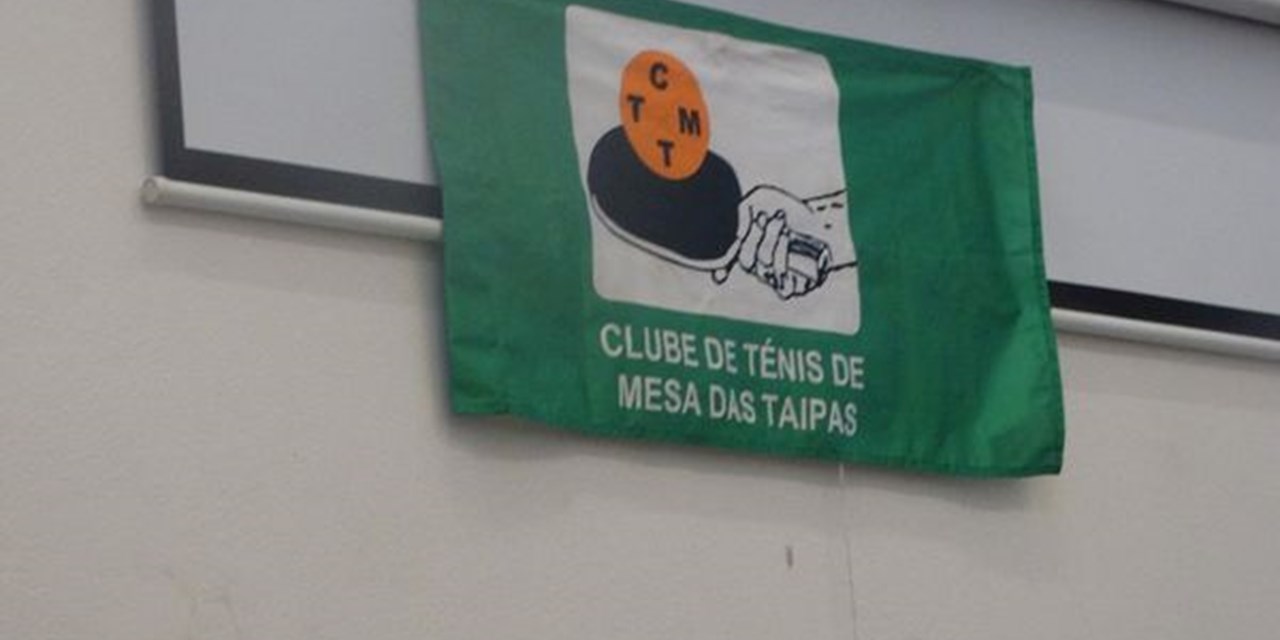 C
T M
T
CLUBE DE TÉNIS DE
MESA DAS TAIPAS